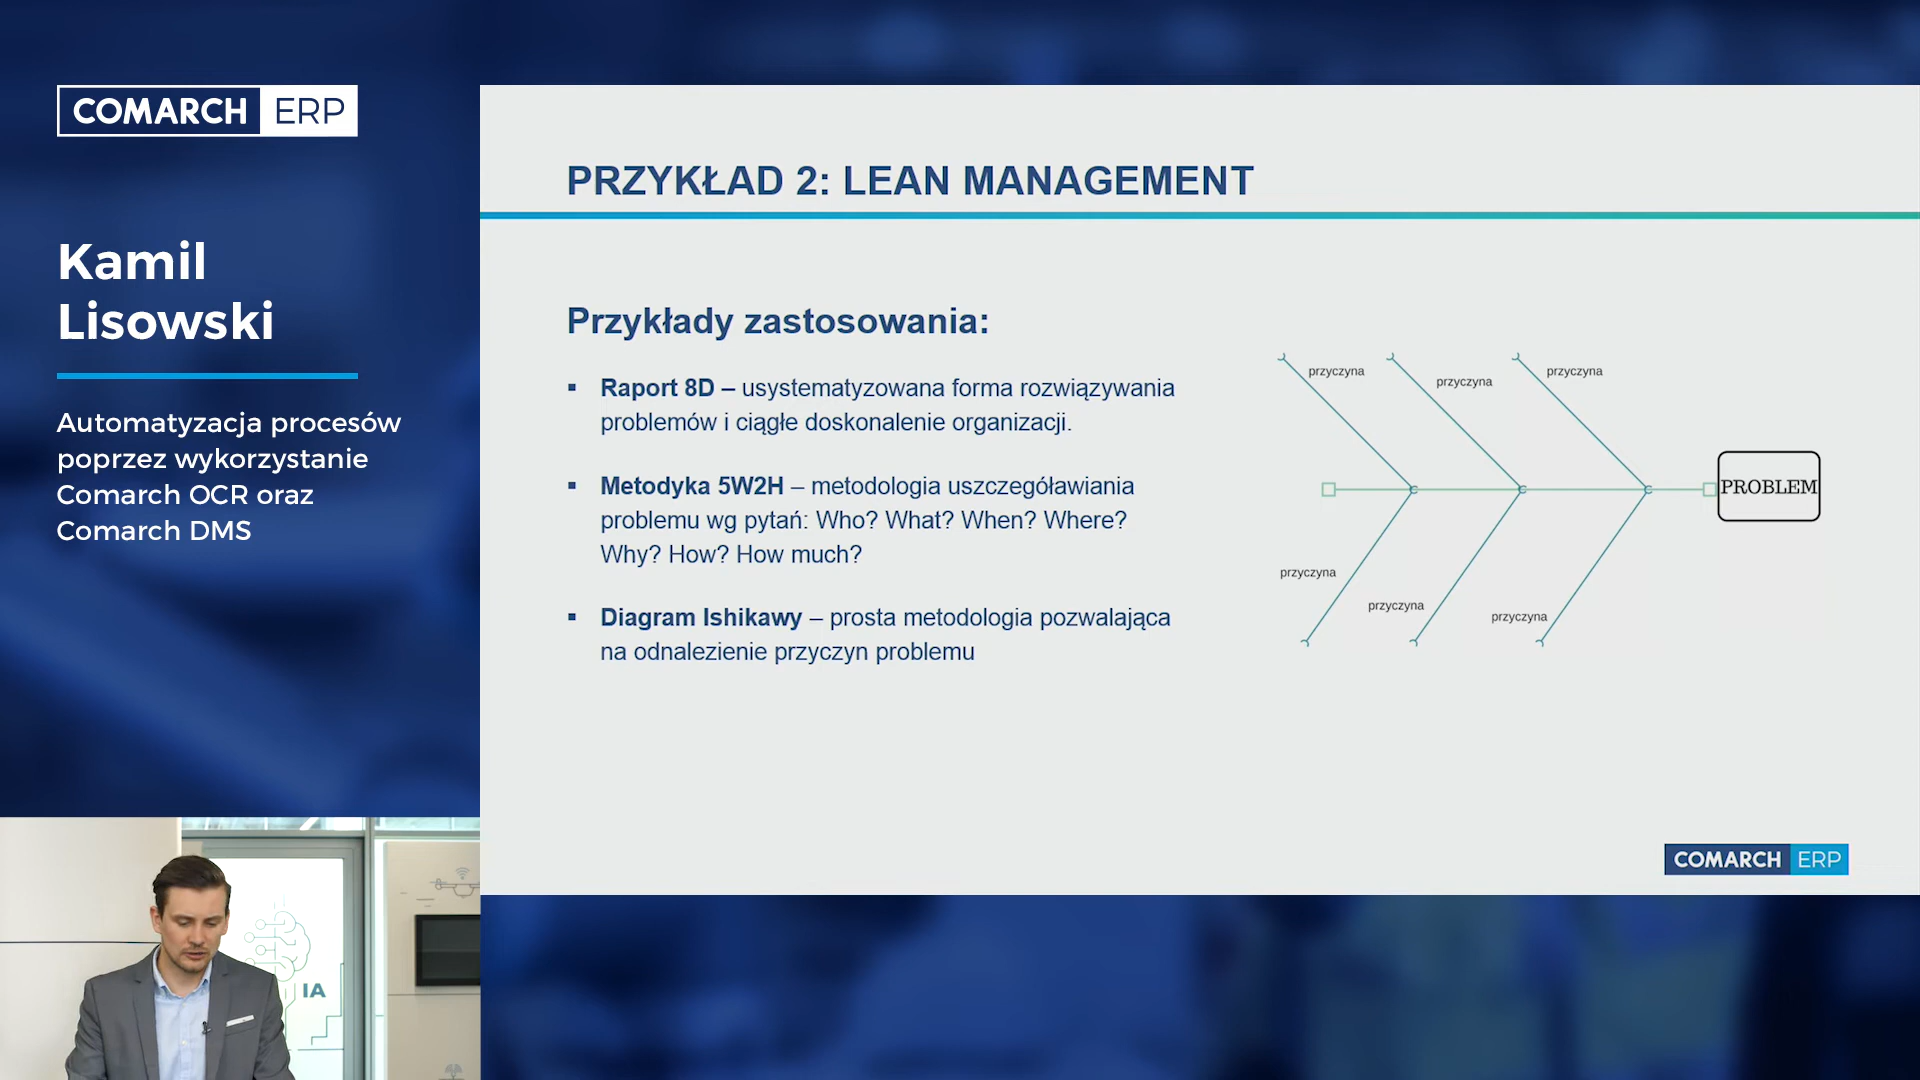 COMARCH ERP
Kamil
Lisowski
Automatyzacja procesów
poprzez wykorzystanie
Comarch OCR oraz
Comarch DMS
PRZYKŁAD 2: LEAN MANAGEMENT
Przykłady zastosowania:
▪ Raport 8D – usystematyzowana forma rozwiązywania
problemów i ciągłe doskonalenie organizacji.
▪ Metodyka 5W2H – metodologia uszczegóławiania
problemu wg pytań: Who? What? When? Where?
Why? How? How much?
▪ Diagram Ishikawy – prosta metodologia pozwalająca
na odnalezienie przyczyn problemu
przyczyna
przyczyna
przyczyna
PROBLEM
przyczyna
przyczyna
przyczyna
COMARCH ERP
IA